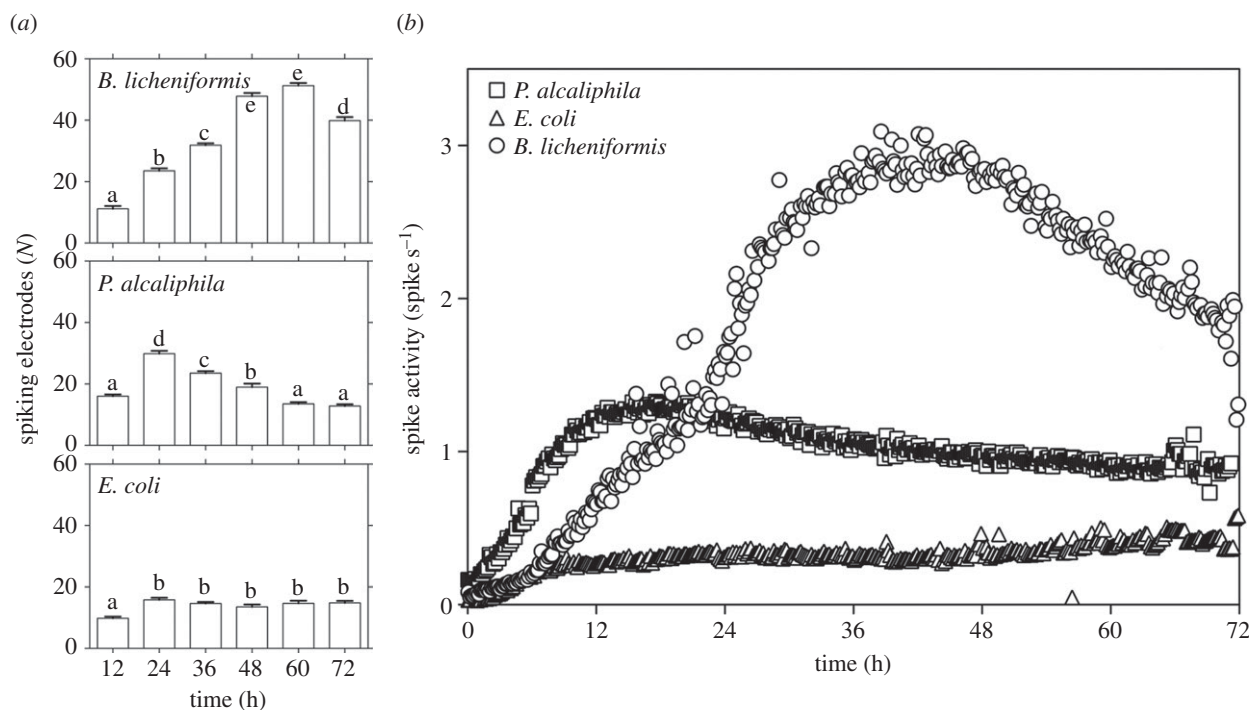 (a)
60
B. licheniformis
e
e
d
40
c
b
20
a
0
60
P. alcaliphila
40
d
c
b
20
a
a
a
0
60
E. coli
40
20
a
b
b
b
b
b
0
12 24 36 48 60 72
time (h)
spiking electrodes (N)
(b)
P. alcaliphila
E. coli
B. licheniformis
3
2
1
0
spike activity (spike s⁻¹)
0 12 24 36 48 60 72
time (h)